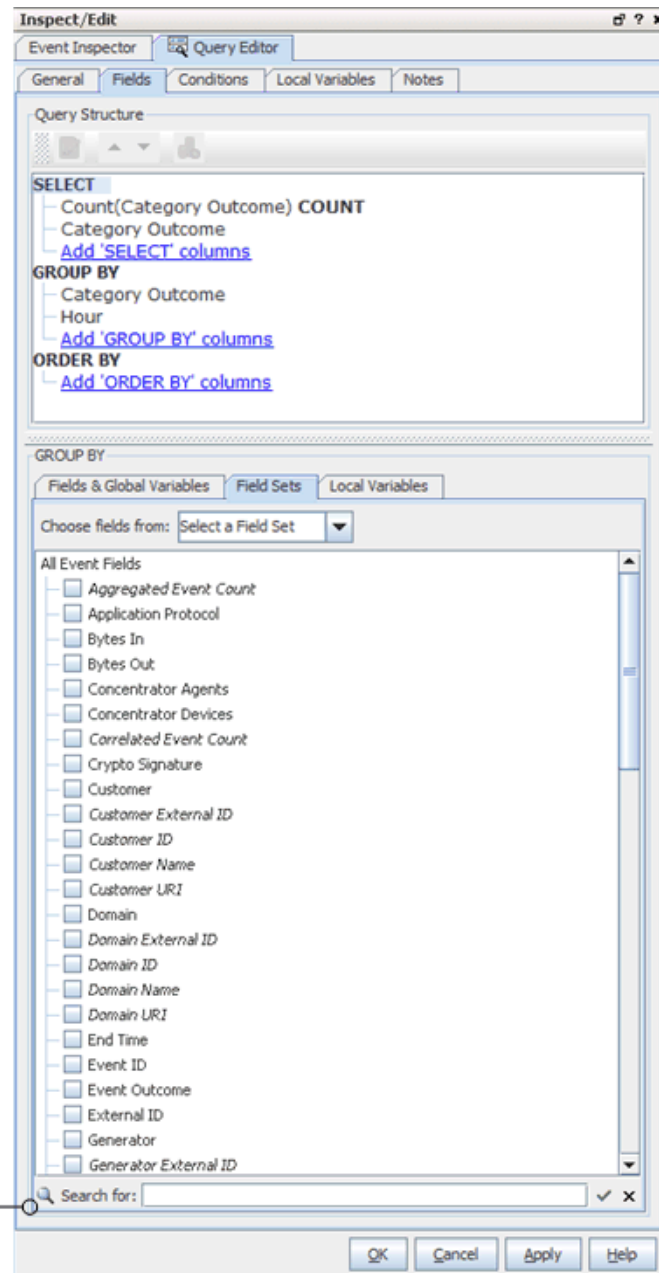 Inspect/Edit
Event Inspector Query Editor
General Fields Conditions Local Variables Notes
Query Structure
SELECT
Count(Category Outcome) COUNT
Category Outcome
Add 'SELECT' columns
GROUP BY
Category Outcome
Hour
Add 'GROUP BY' columns
ORDER BY
Add 'ORDER BY' columns
GROUP BY
Fields & Global Variables Field Sets Local Variables
Choose fields from: Select a Field Set
All Event Fields
Aggregated Event Count
Application Protocol
Bytes In
Bytes Out
Concentrator Agents
Concentrator Devices
Correlated Event Count
Crypto Signature
Customer
Customer External ID
Customer ID
Customer Name
Customer URI
Domain
Domain External ID
Domain ID
Domain Name
Domain URI
End Time
Event ID
Event Outcome
External ID
Generator
Generator External ID
Search for:
OK Cancel Apply Help